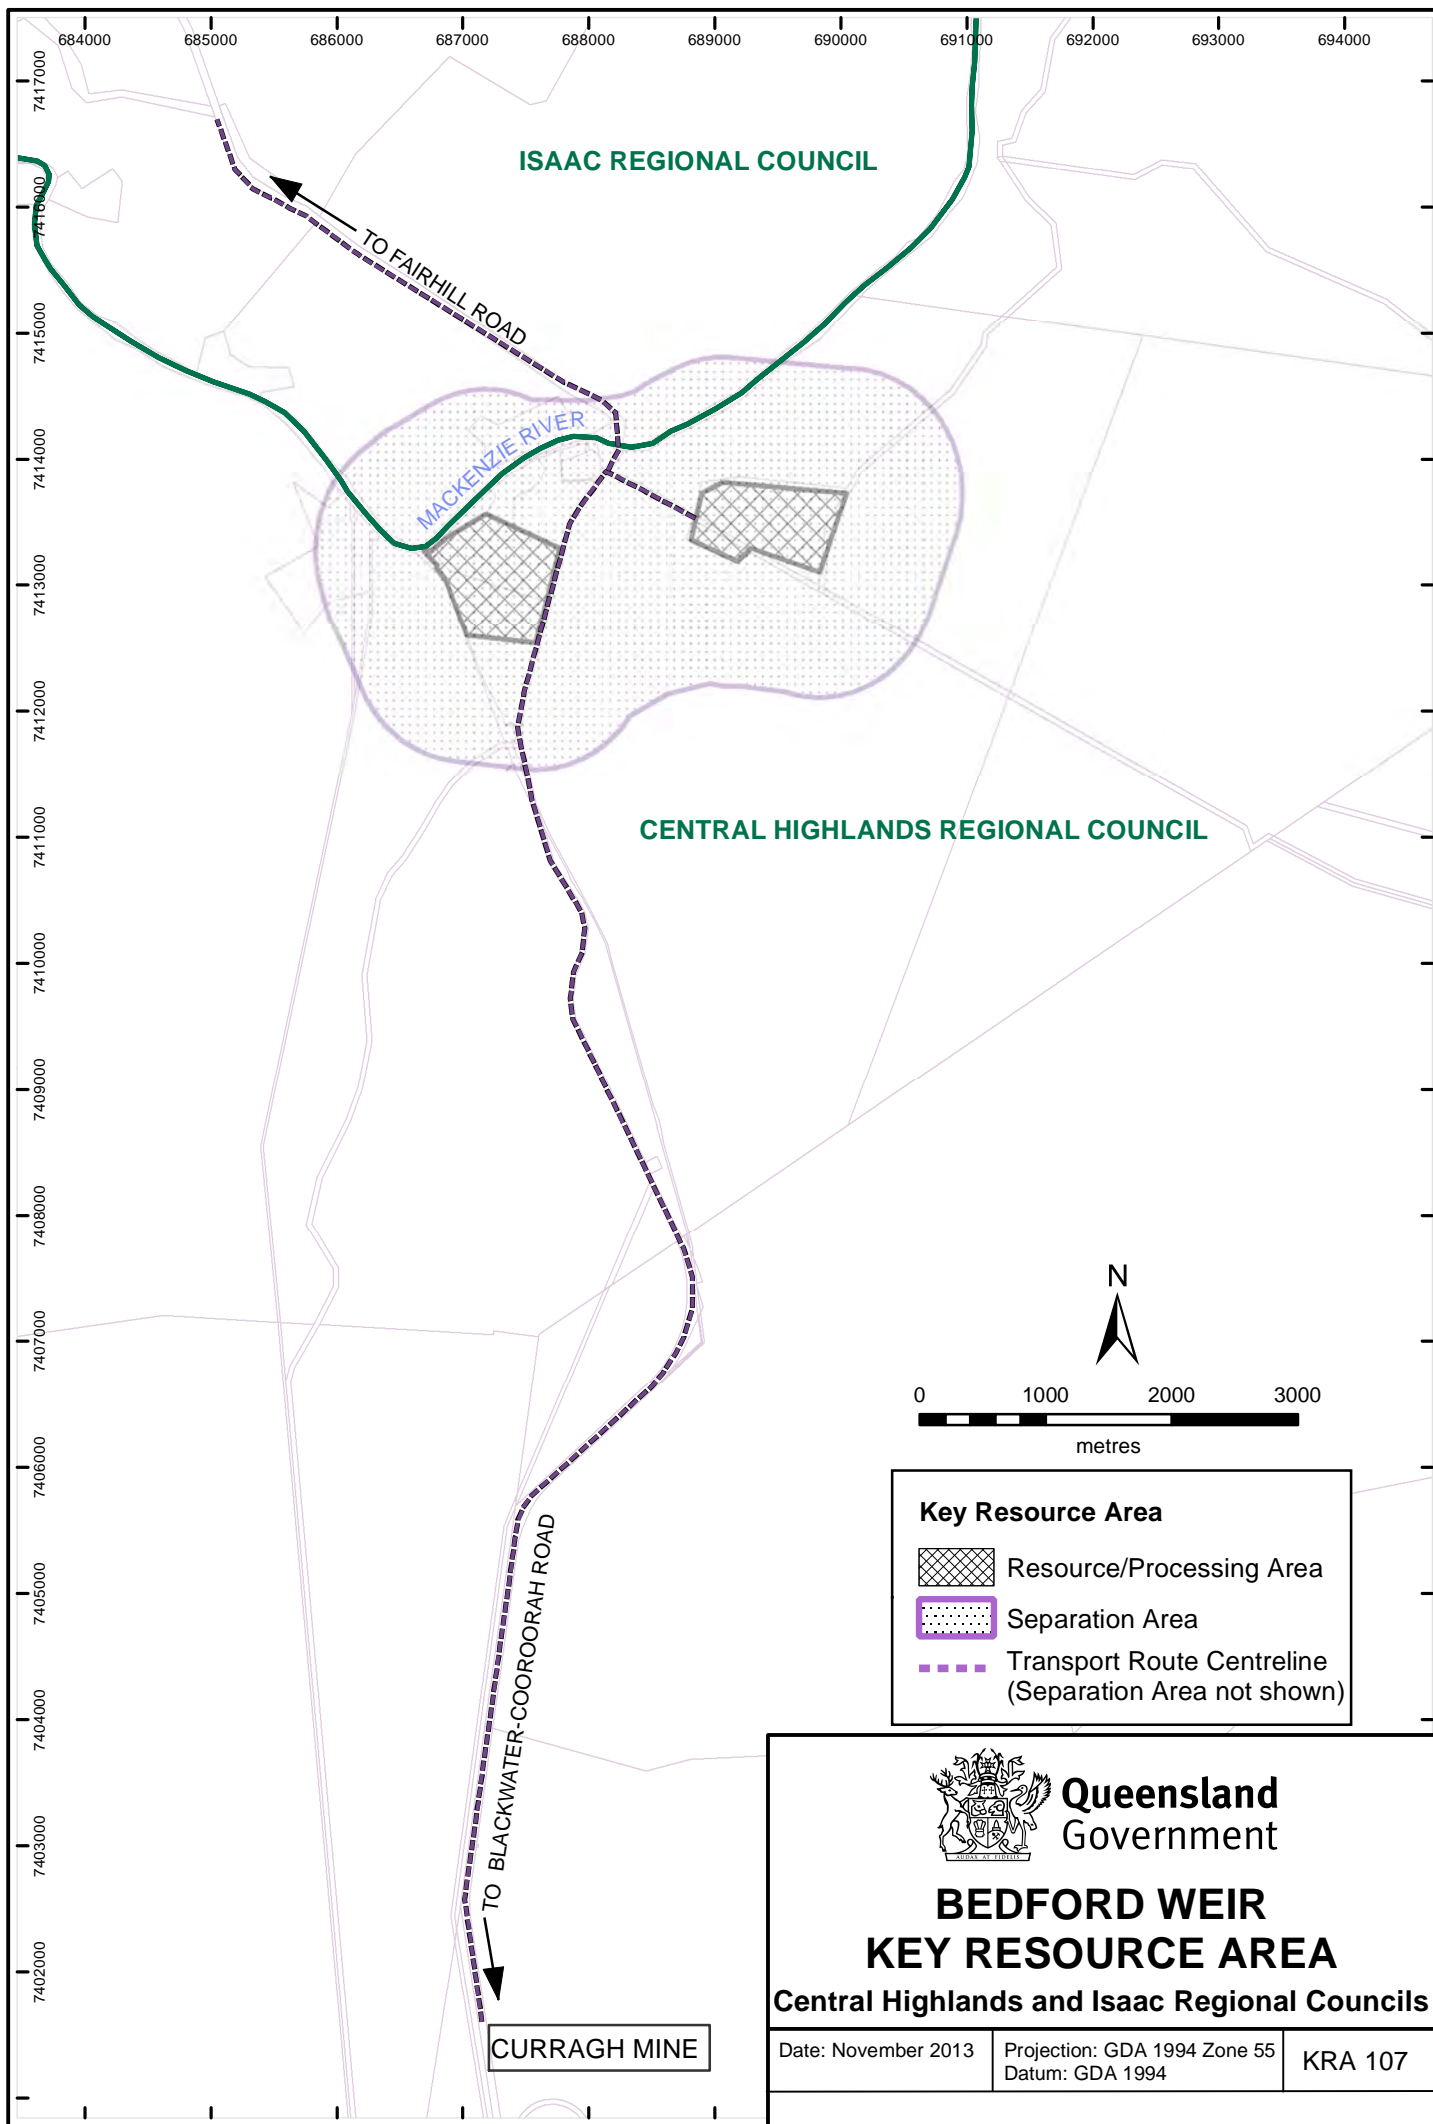 684000 685000 686000 687000 688000 689000 690000 691000 692000 693000 694000
7417000
7416000
7415000
7414000
7413000
7412000
7411000
7410000
7409000
7408000
7407000
7406000
7405000
7404000
7403000
7402000
ISAAC REGIONAL COUNCIL
TO FAIRHILL ROAD
MACKENZIE RIVER
CENTRAL HIGHLANDS REGIONAL COUNCIL
N
0 1000 2000 3000
metres
Key Resource Area
Resource/Processing Area
Separation Area
Transport Route Centreline
(Separation Area not shown)
TO BLACKWATER-COOROORAH ROAD
CURRAGH MINE
AUDAX AT FIDELIS
Queensland
Government
BEDFORD WEIR
KEY RESOURCE AREA
Central Highlands and Isaac Regional Councils
Date: November 2013
Projection: GDA 1994 Zone 55
Datum: GDA 1994
KRA 107